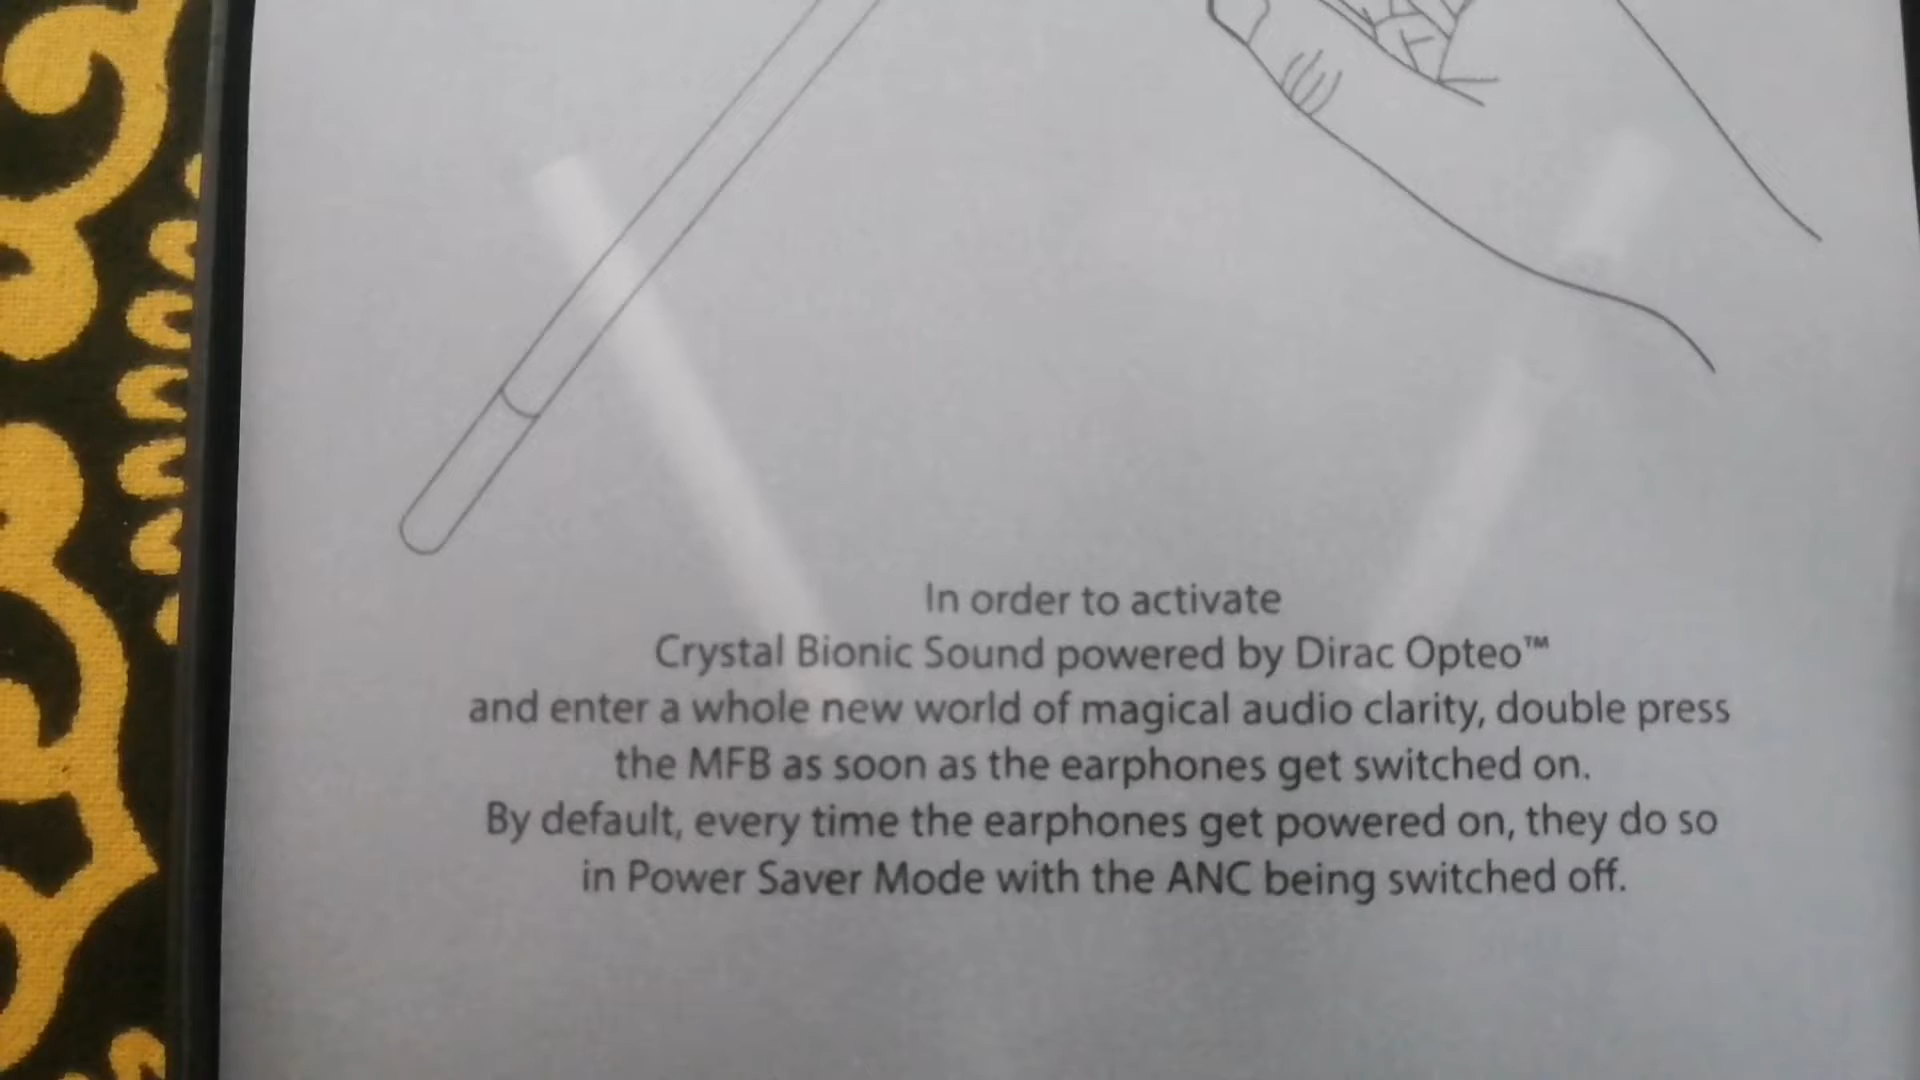 In order to activate
Crystal Bionic Sound powered by Dirac Opteo™
and enter a whole new world of magical audio clarity, double press
the MFB as soon as the earphones get switched on.
By default, every time the earphones get powered on, they do so
in Power Saver Mode with the ANC being switched off.